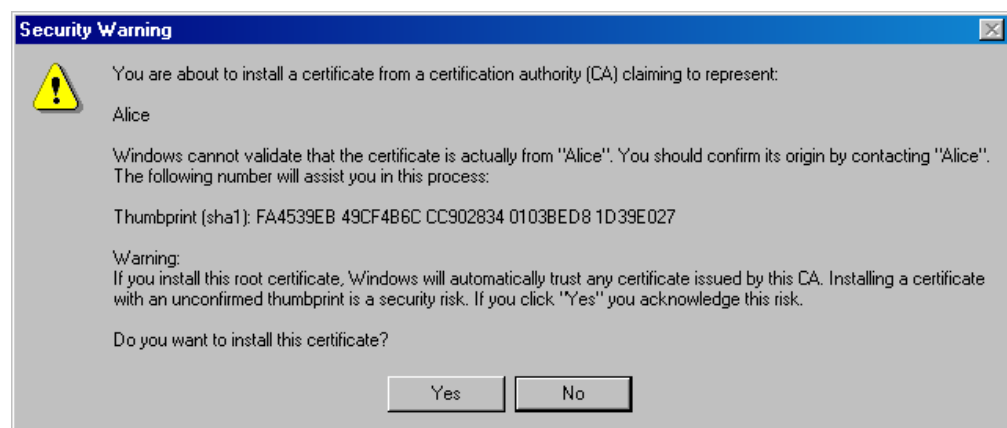 Security Warning
You are about to install a certificate from a certification authority (CA) claiming to represent:
Alice
Windows cannot validate that the certificate is actually from "Alice". You should confirm its origin by contacting "Alice".
The following number will assist you in this process:
Thumbprint (sha1): FA4539EB 49CF4B6C CC902834 0103BED8 1D39E027
Warning:
If you install this root certificate, Windows will automatically trust any certificate issued by this CA. Installing a certificate
with an unconfirmed thumbprint is a security risk. If you click "Yes" you acknowledge this risk.
Do you want to install this certificate?
Yes No